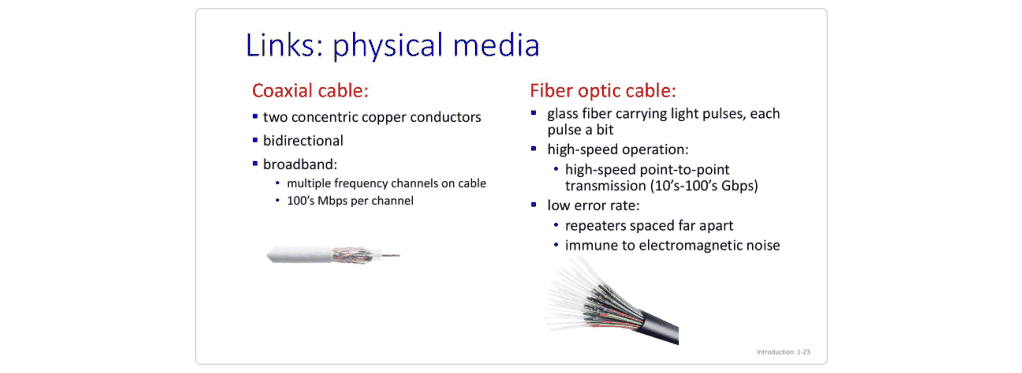 Links: physical media
Coaxial cable:
▪ two concentric copper conductors
▪ bidirectional
▪ broadband:
• multiple frequency channels on cable
• 100's Mbps per channel
Fiber optic cable:
▪ glass fiber carrying light pulses, each
pulse a bit
▪ high-speed operation:
• high-speed point-to-point
transmission (10's-100's Gbps)
▪ low error rate:
• repeaters spaced far apart
• immune to electromagnetic noise
Introduction: 1-23